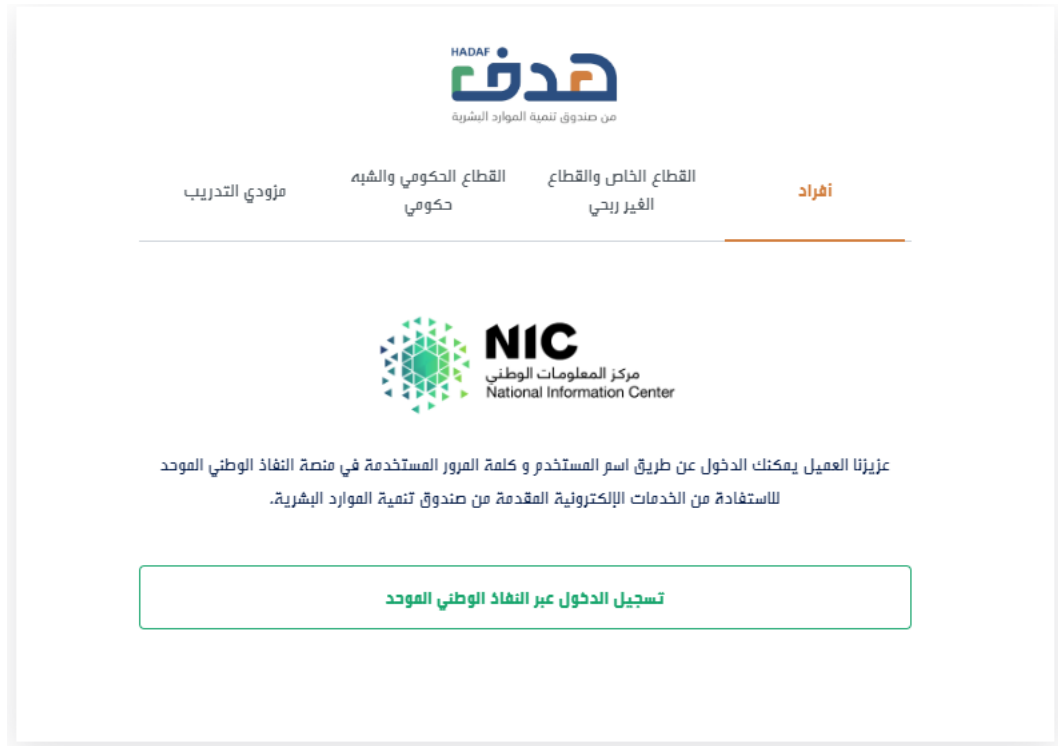 HADAF
هدف
من صندوق تنمية الموارد البشرية
أفراد
القطاع الخاص والقطاع
الغير ربحي
القطاع الحكومي والشبه
حكومي
مزودي التدريب
NIC
مركز المعلومات الوطني
National Information Center
عزيزنا العميل يمكنك الدخول عن طريق اسم المستخدم و كلمة المرور المستخدمة في منصة النفاذ الوطني الموحد
للاستفادة من الخدمات الإلكترونية المقدمة من صندوق تنمية الموارد البشرية.
تسجيل الدخول عبر النفاذ الوطني الموحد